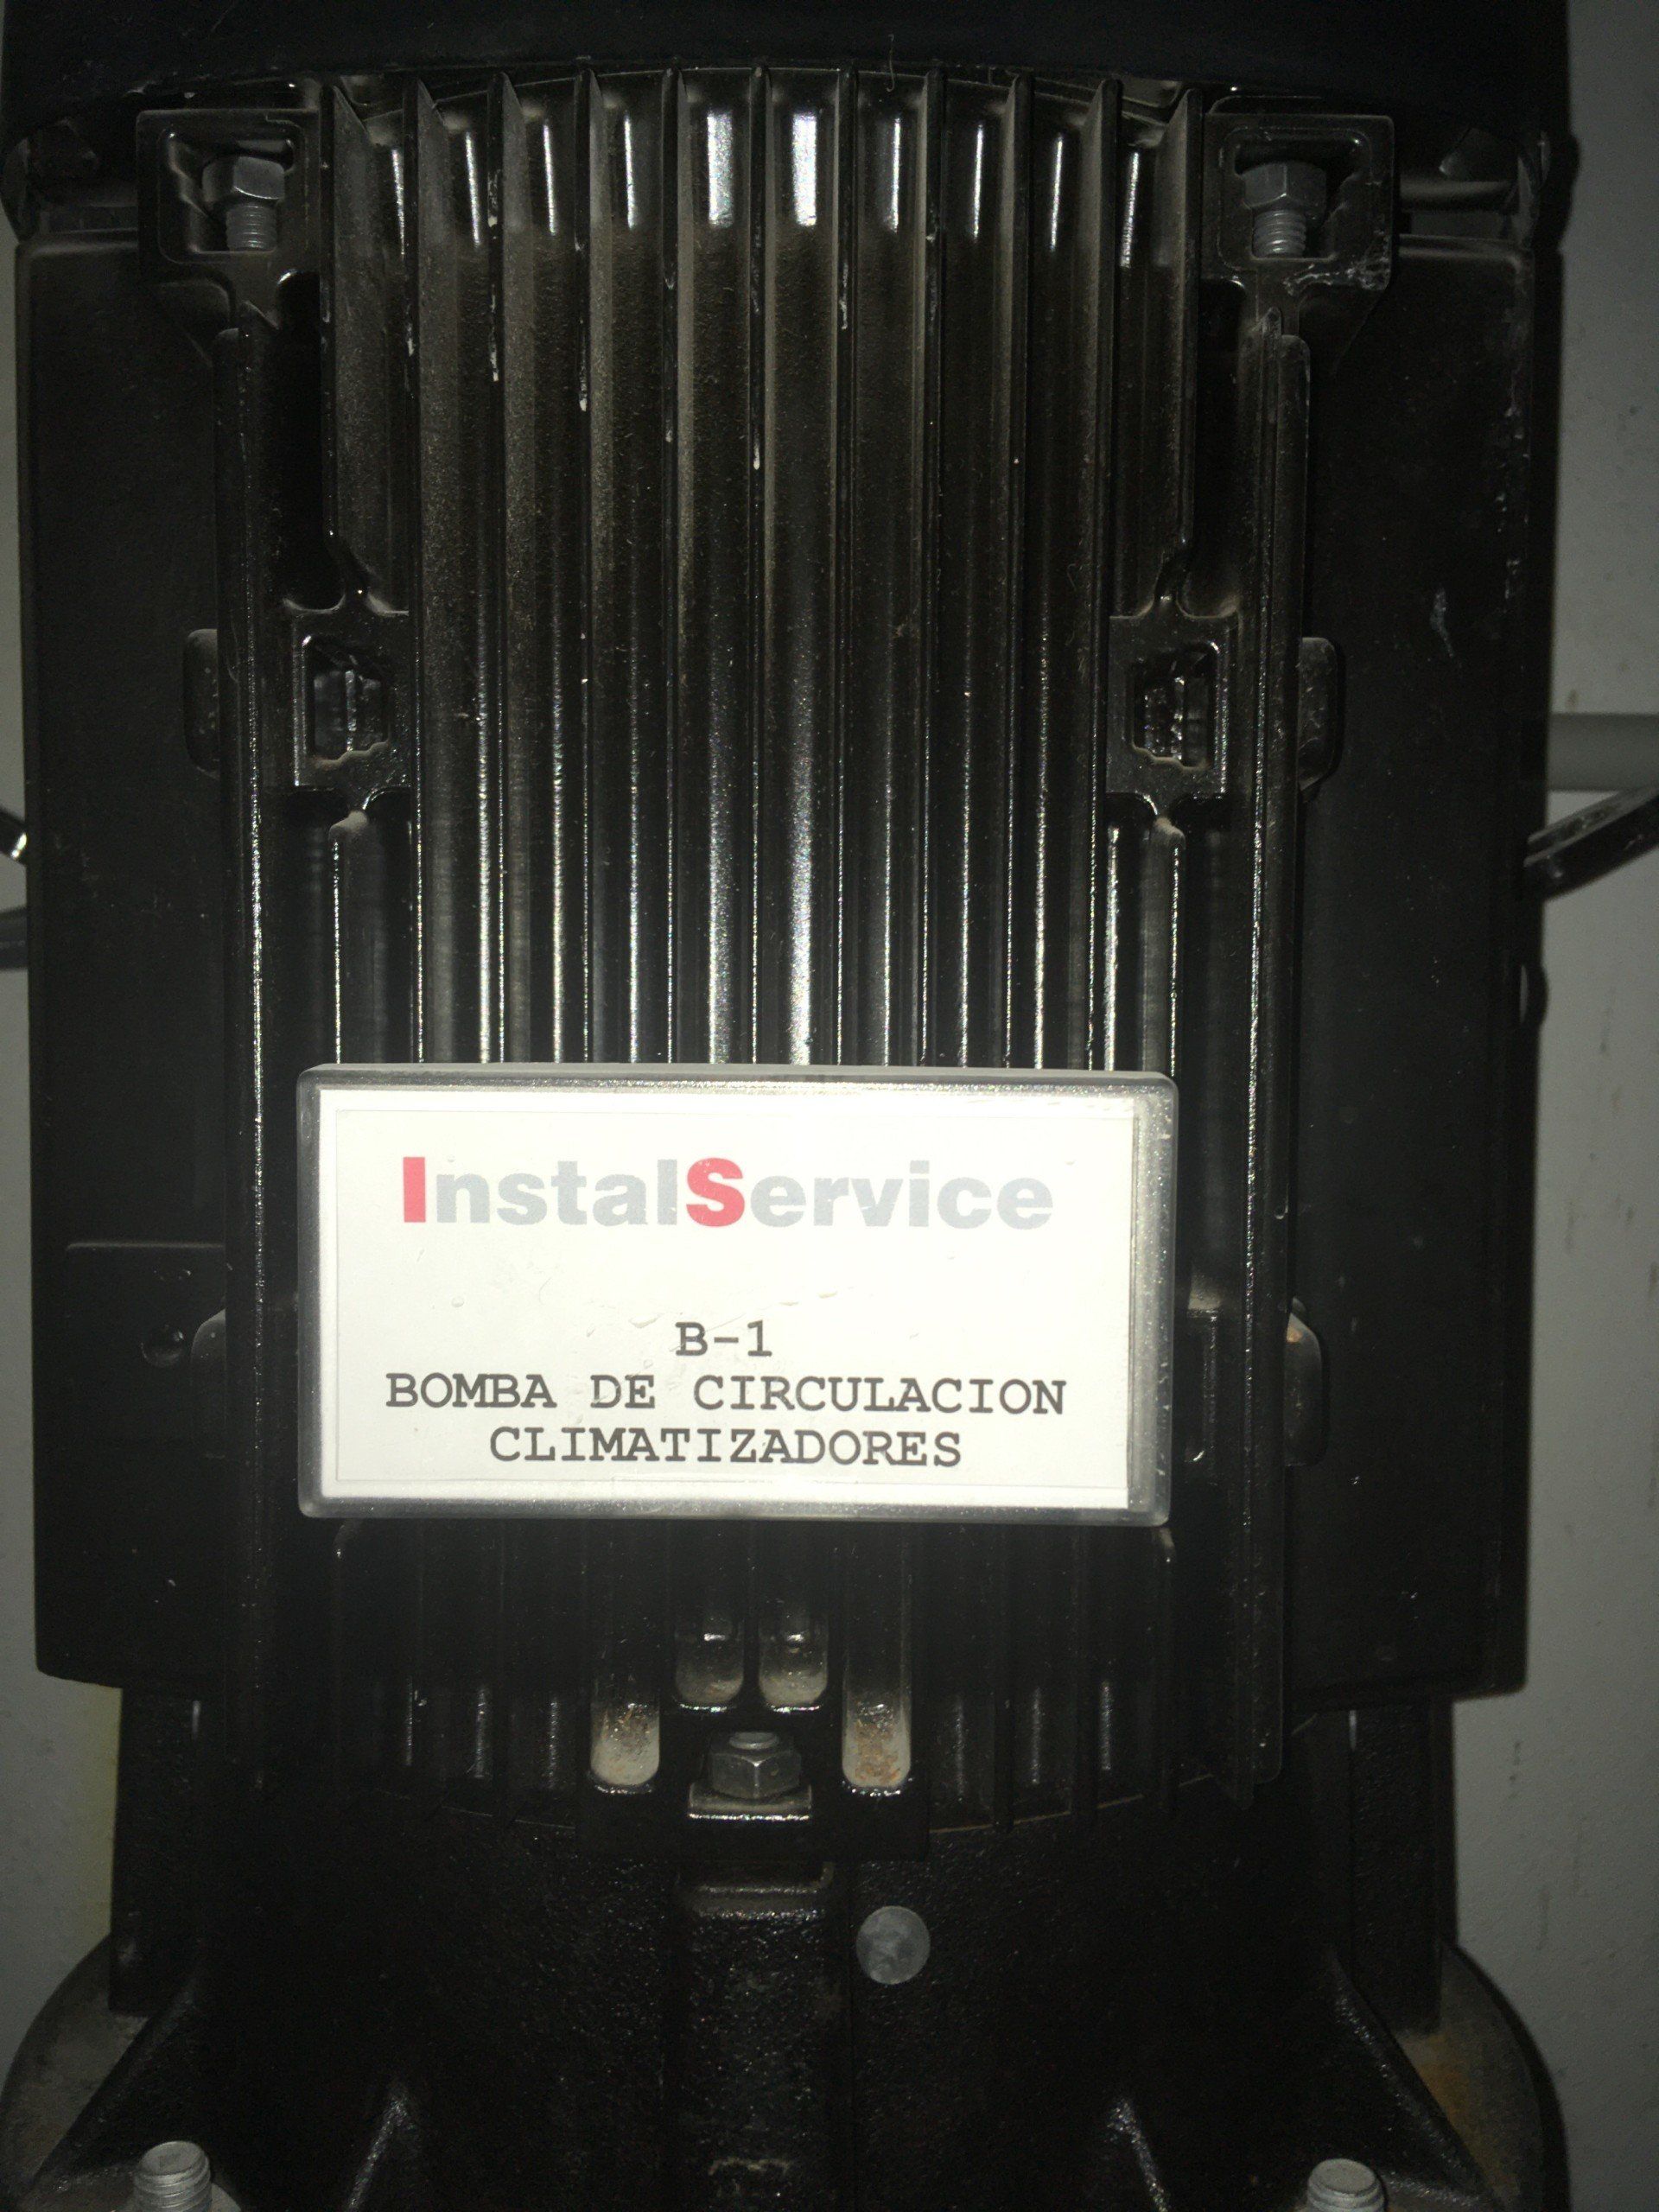 InstalService
B-1
BOMBA DE CIRCULACION
CLIMATIZADORES